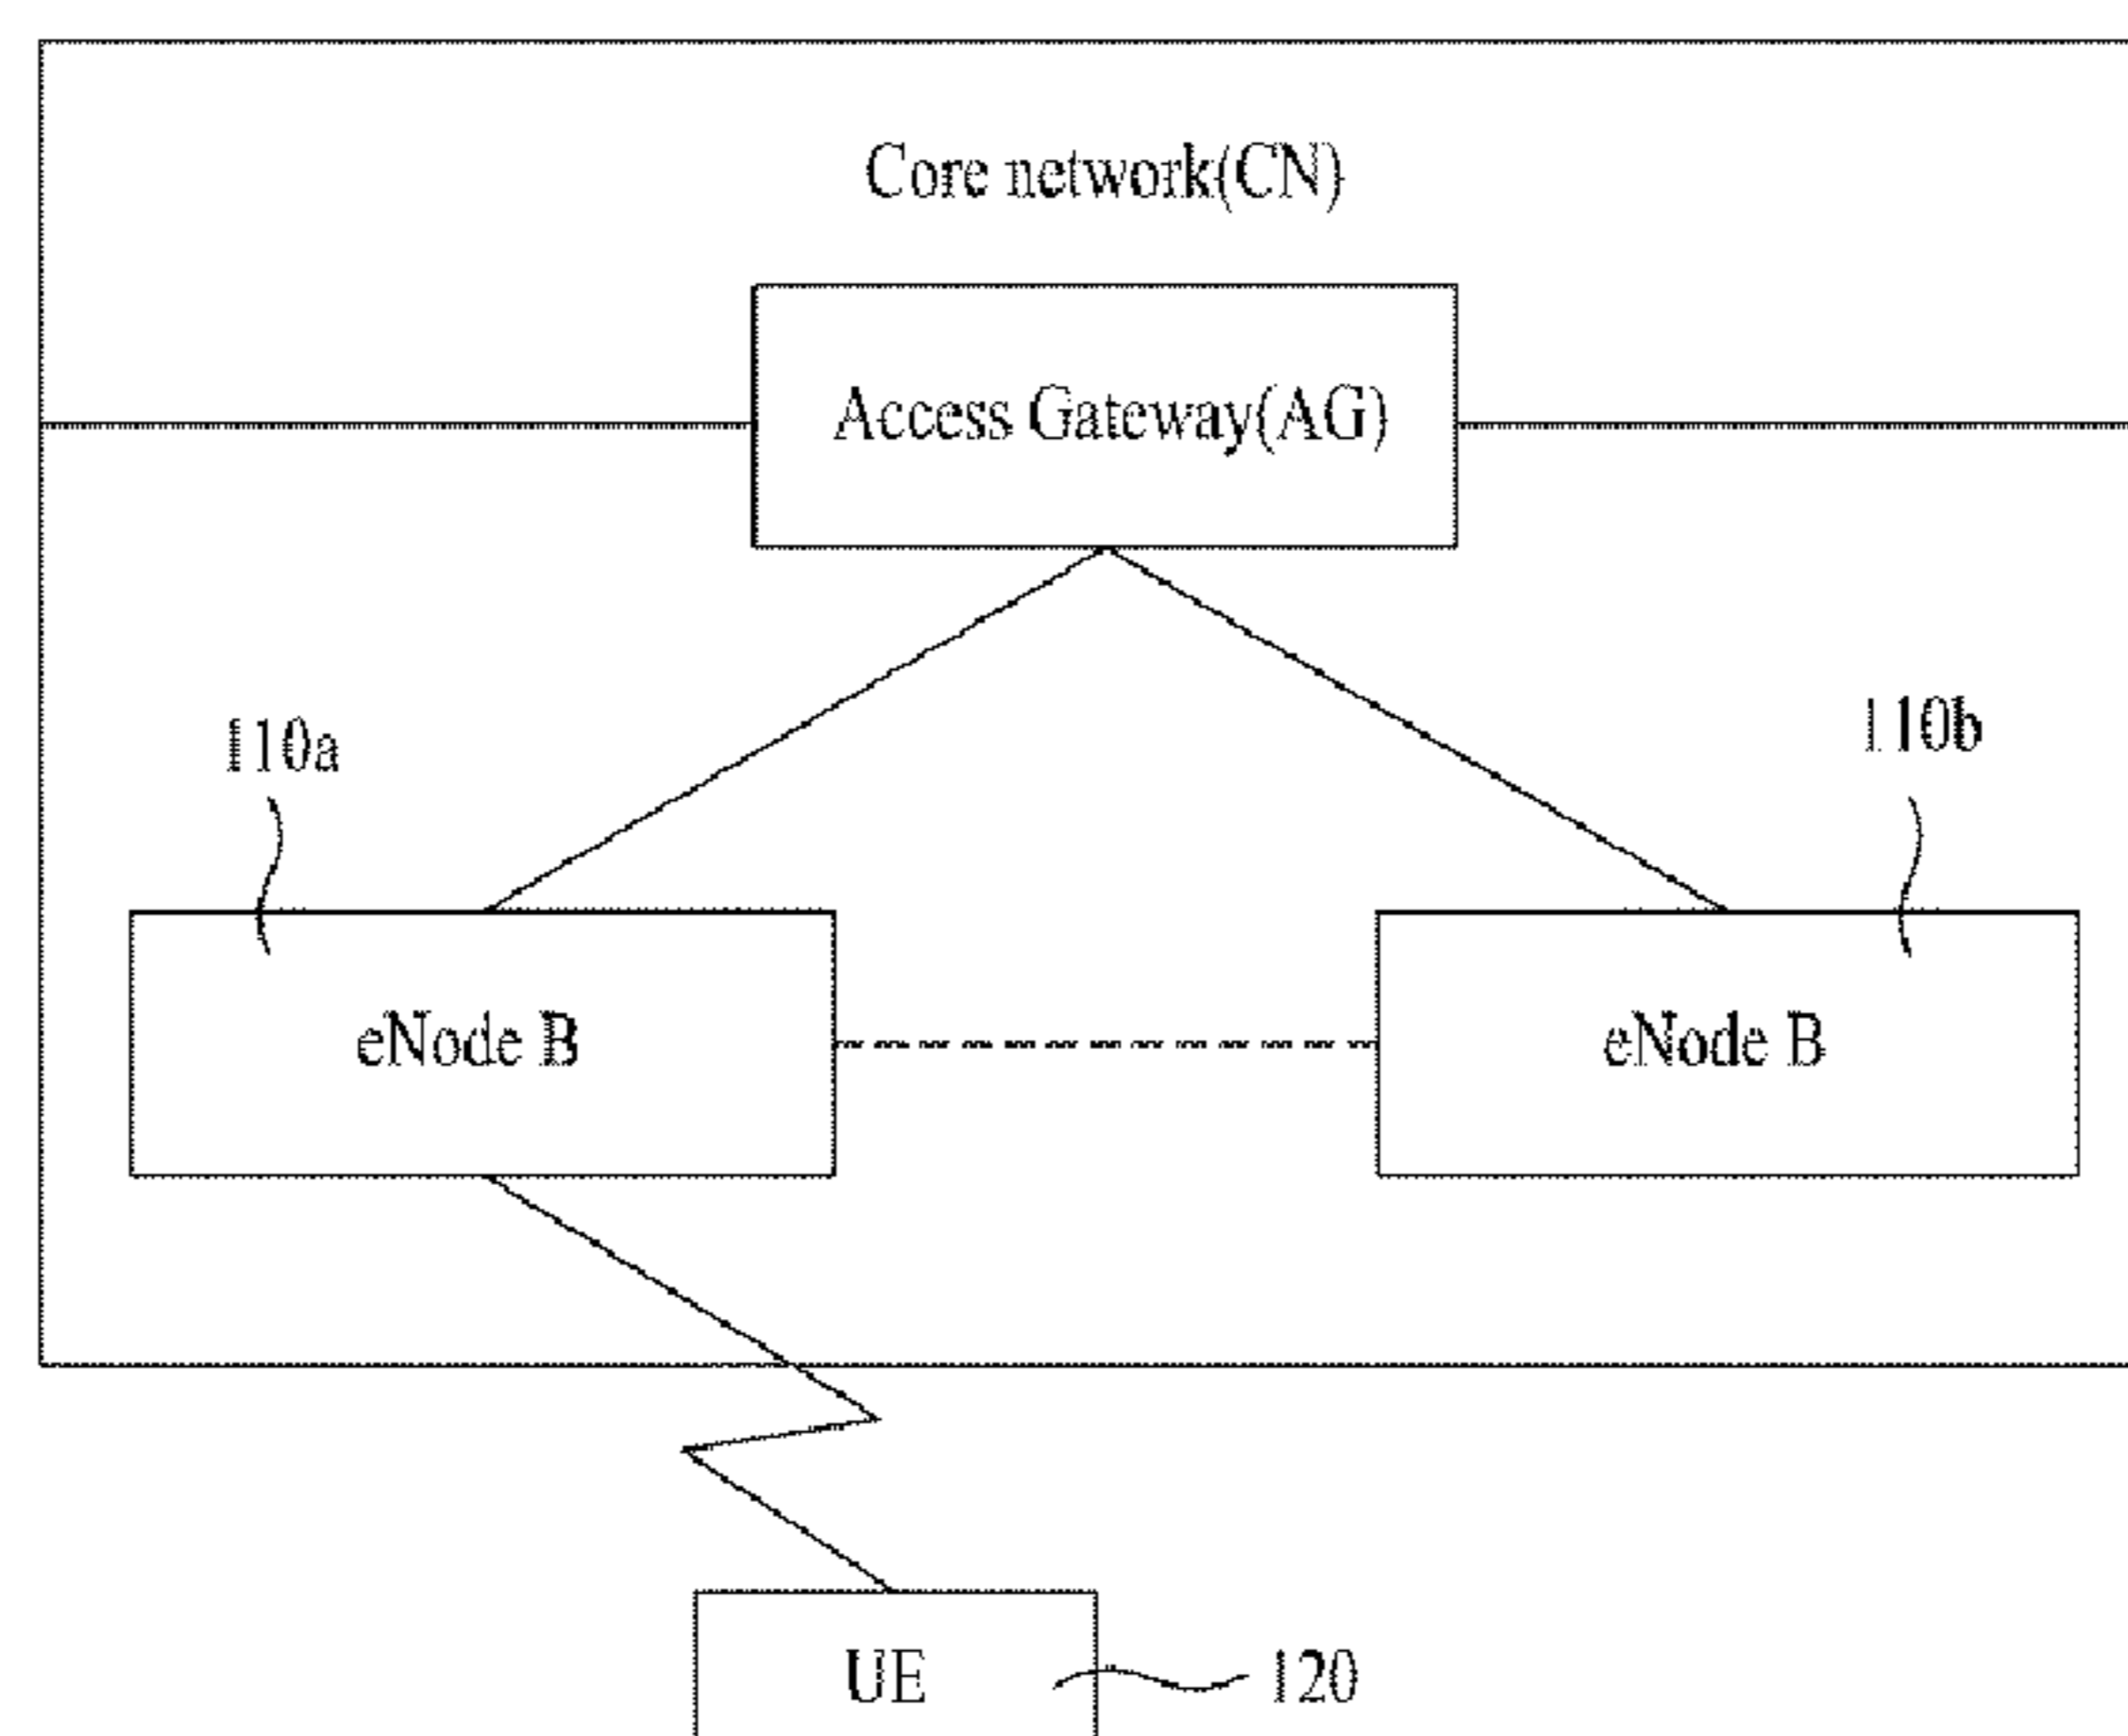 Core network(CN)
Access Gateway(AG)
110a
110b
eNode B
eNode B
UE
120